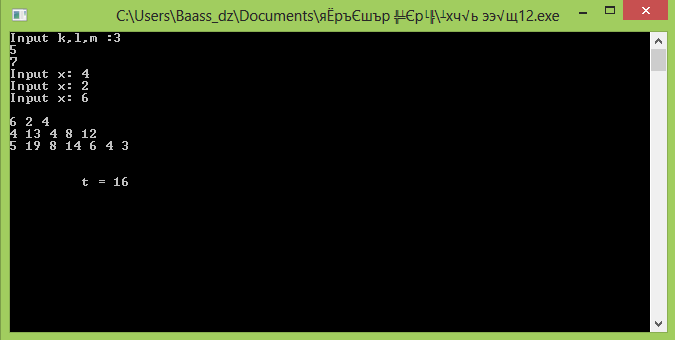 C:\Users\Baass_dz\Documents\яЁръЄшър ╠╩Єр└╠\┴хч√ь ээ√щ12.exe
Input k,l,m :3
5
7
Input x: 4
Input x: 2
Input x: 6
6 2 4
4 13 4 8 12
5 19 8 14 6 4 3
t = 16